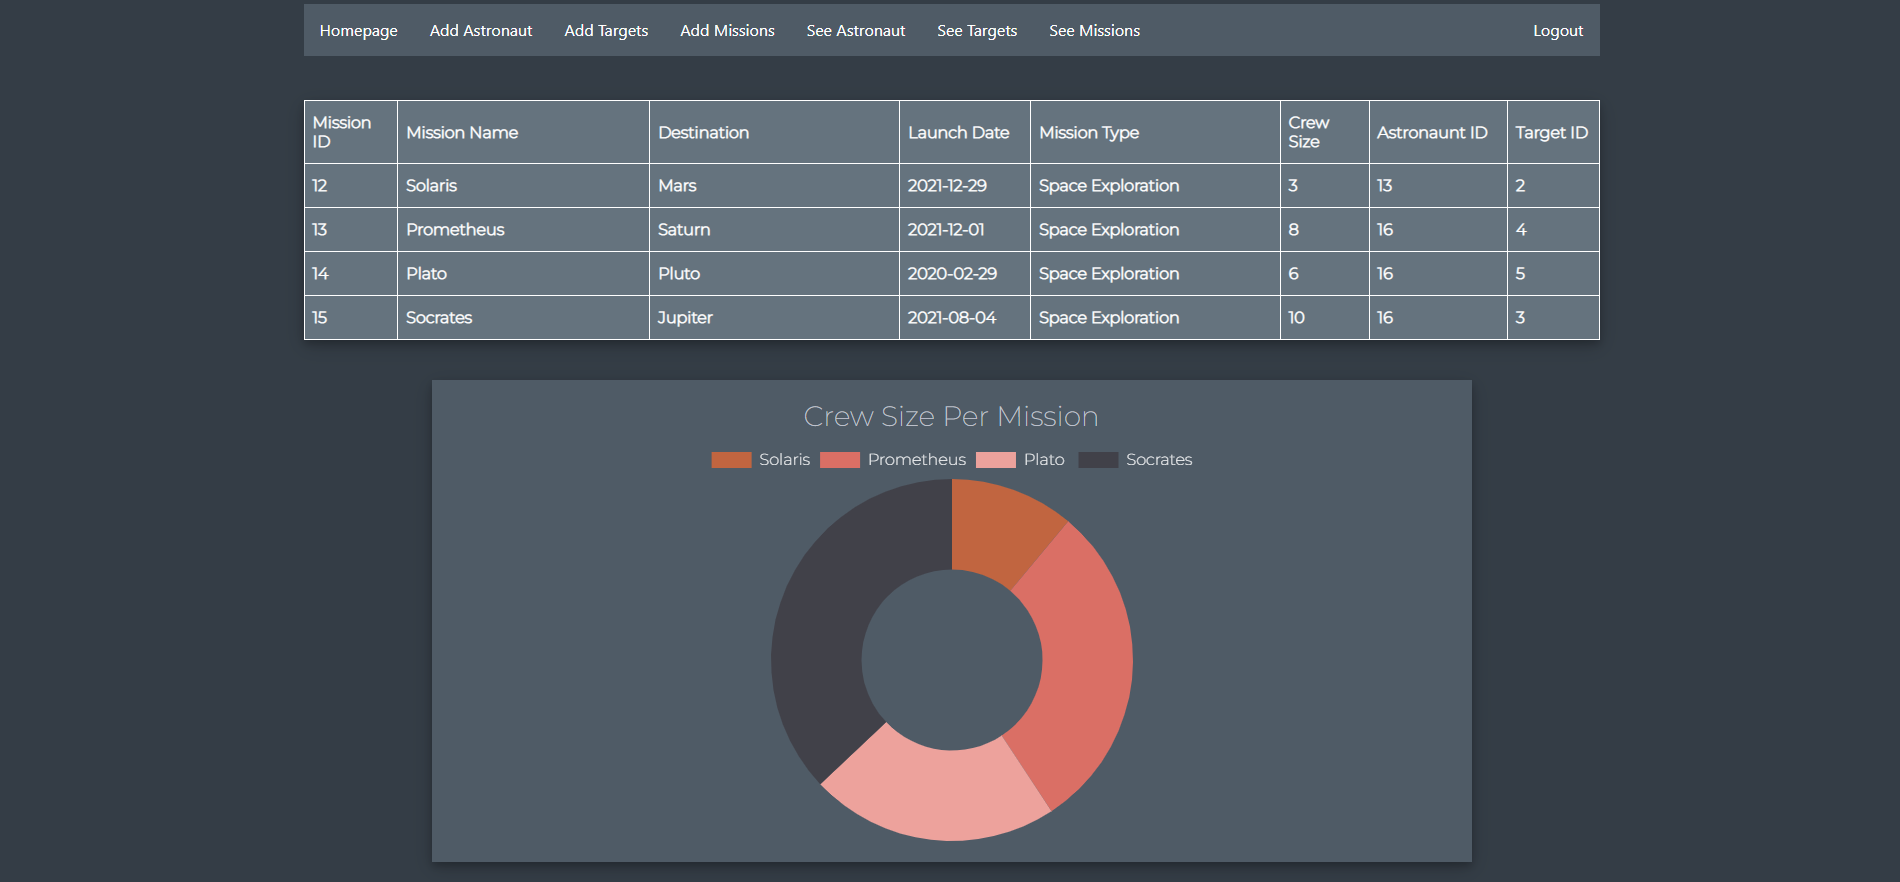 Homepage Add Astronaut Add Targets Add Missions See Astronaut See Targets See Missions Logout
Mission ID Mission Name Destination Launch Date Mission Type Crew Size Astronaunt ID Target ID
12 Solaris Mars 2021-12-29 Space Exploration 3 13 2
13 Prometheus Saturn 2021-12-01 Space Exploration 8 16 4
14 Plato Pluto 2020-02-29 Space Exploration 6 16 5
15 Socrates Jupiter 2021-08-04 Space Exploration 10 16 3
Crew Size Per Mission
Solaris Prometheus Plato Socrates